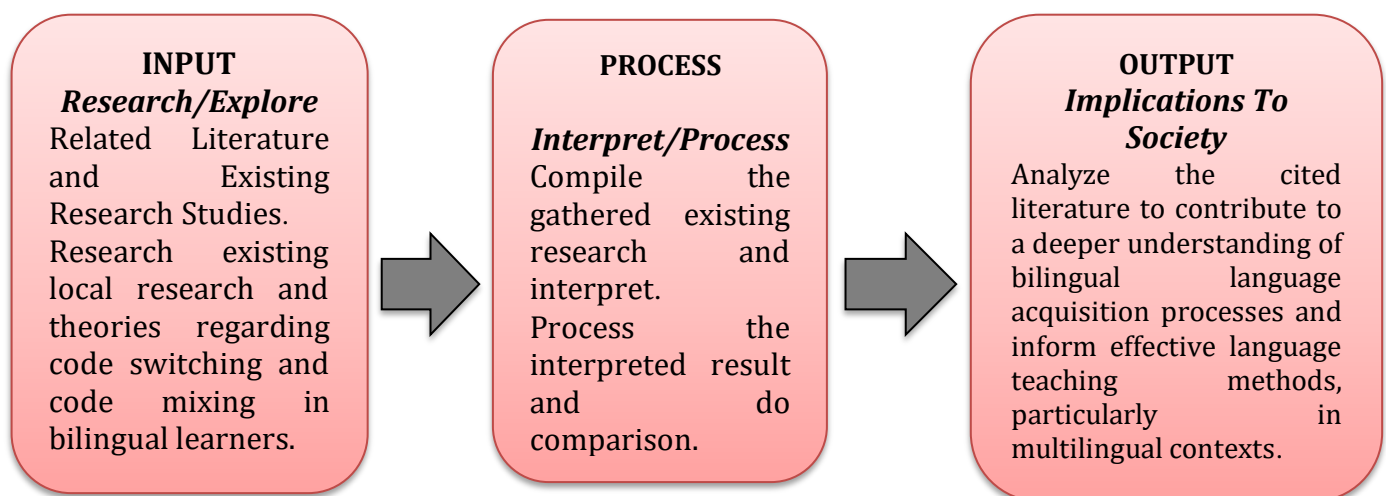 INPUT
Research/Explore
Related Literature
and Existing
Research Studies.
Research existing
local research and
theories regarding
code switching and
code mixing in
bilingual learners.
PROCESS
Interpret/Process
Compile the
gathered existing
research and
interpret.
Process the
interpreted result
and do
comparison.
OUTPUT
Implications To
Society
Analyze the cited
literature to contribute to
a deeper understanding of
bilingual language
acquisition processes and
inform effective language
teaching methods,
particularly in
multilingual contexts.